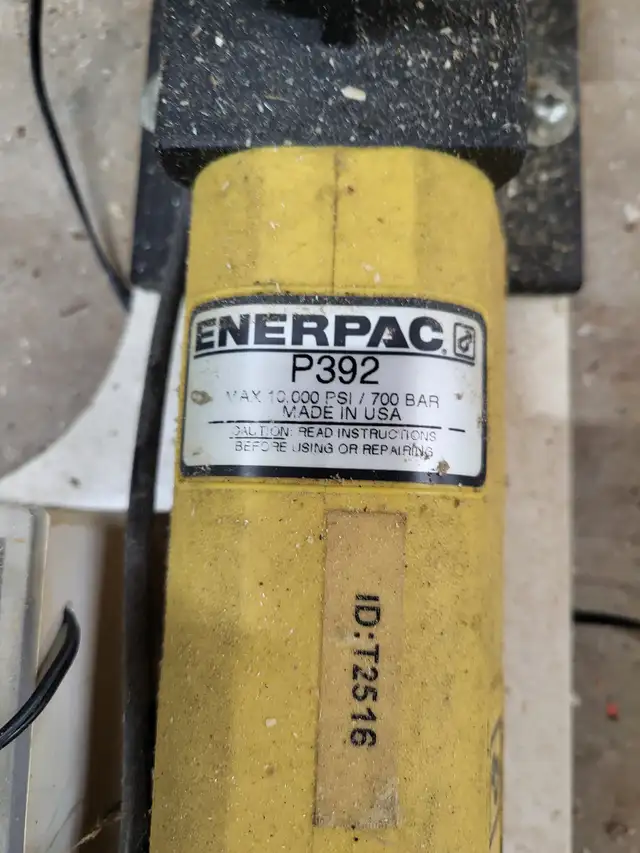 ENERPAC
P392
MAX 10,000 PSI / 700 BAR
MADE IN USA
CAUTION: READ INSTRUCTIONS
BEFORE USING OR REPAIRING
ID:T2516